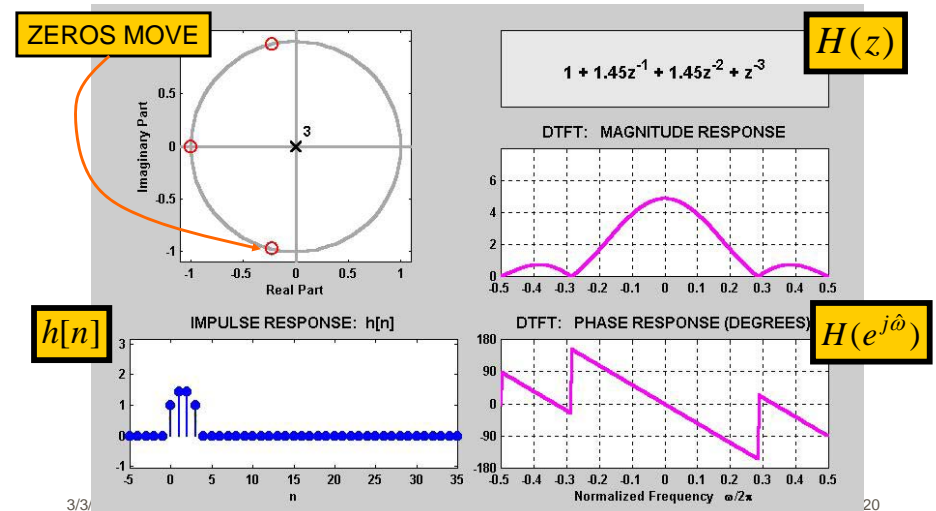 ZEROS MOVE
H(z)
1 + 1.45z^-1 + 1.45z^-2 + z^-3
Imaginary Part
0.5
0
-0.5
-1
3
-1 -0.5 0 0.5 1
Real Part
DTFT: MAGNITUDE RESPONSE
6
4
2
0
-0.5 -0.4 -0.3 -0.2 -0.1 0 0.1 0.2 0.3 0.4 0.5
h[n]
IMPULSE RESPONSE: h[n]
3
2
1
0
-1
-5 0 5 10 15 20 25 30 35
n
DTFT: PHASE RESPONSE (DEGREES)
H(e^jω̂)
180
90
0
-90
-180
-0.5 -0.4 -0.3 -0.2 -0.1 0 0.1 0.2 0.3 0.4 0.5
Normalized Frequency ω/2π
3/3/
20